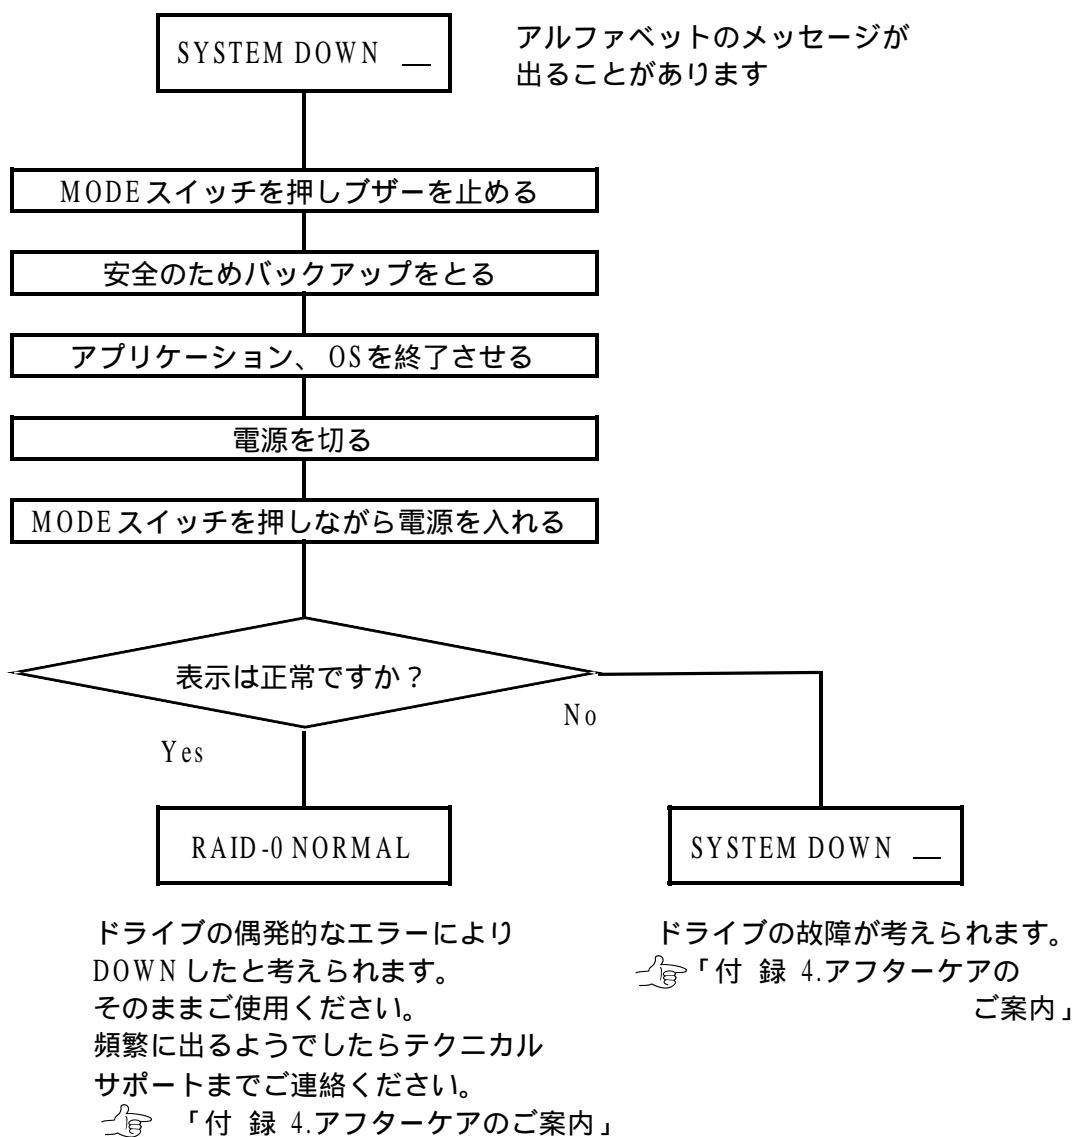 SYSTEM DOWN _
アルファベットのメッセージが
出ることがあります
MODEスイッチを押しブザーを止める
安全のためバックアップをとる
アプリケーション、OSを終了させる
電源を切る
MODEスイッチを押しながら電源を入れる
表示は正常ですか？
No
Yes
RAID-0 NORMAL
SYSTEM DOWN _
ドライブの偶発的なエラーにより
DOWNしたと考えられます。
そのままご使用ください。
頻繁に出るようでしたらテクニカル
サポートまでご連絡ください。
「付 録 4.アフターケアのご案内」
ドライブの故障が考えられます。
「付 録 4.アフターケアの
ご案内」